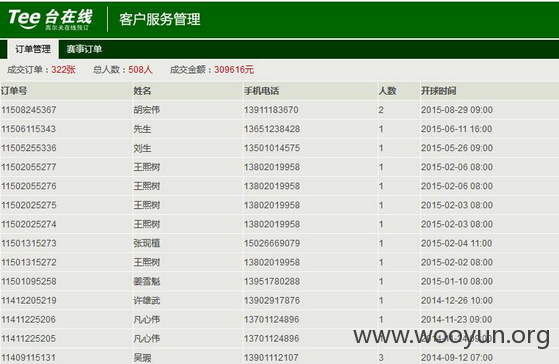 Tee 台在线 客户服务管理
高尔夫在线预订
订单管理 赛事订单
成交订单：322张 总人数：508人 成交金额：309616元
订单号 姓名 手机电话 人数 开球时间
11508245367 胡宏伟 13911183670 2 2015-08-29 09:00
11506115343 先生 13651238428 1 2015-06-11 16:00
11505255336 刘生 13501014575 1 2015-05-26 09:00
11502055277 王熙树 13802019958 1 2015-02-06 08:00
11502055276 王熙树 13802019958 1 2015-02-06 08:00
11502025275 王熙树 13802019958 1 2015-02-03 08:00
11502025274 王熙树 13802019958 1 2015-02-03 08:00
11501315273 张现植 15026669079 1 2015-02-04 11:00
11501315272 王熙树 13802019958 1 2015-02-02 08:00
11501095258 姜雪魁 13951780288 1 2015-01-10 08:00
11412205219 许雄武 13902917876 1 2014-12-26 10:00
11411225206 凡心伟 13701124896 1 2014-11-23 09:00
11411225205 凡心伟 13701124896 1 2014-11-24 09:00
11409115131 吴瑕 13901112107 3 2014-09-12 07:00
www.wooyun.org